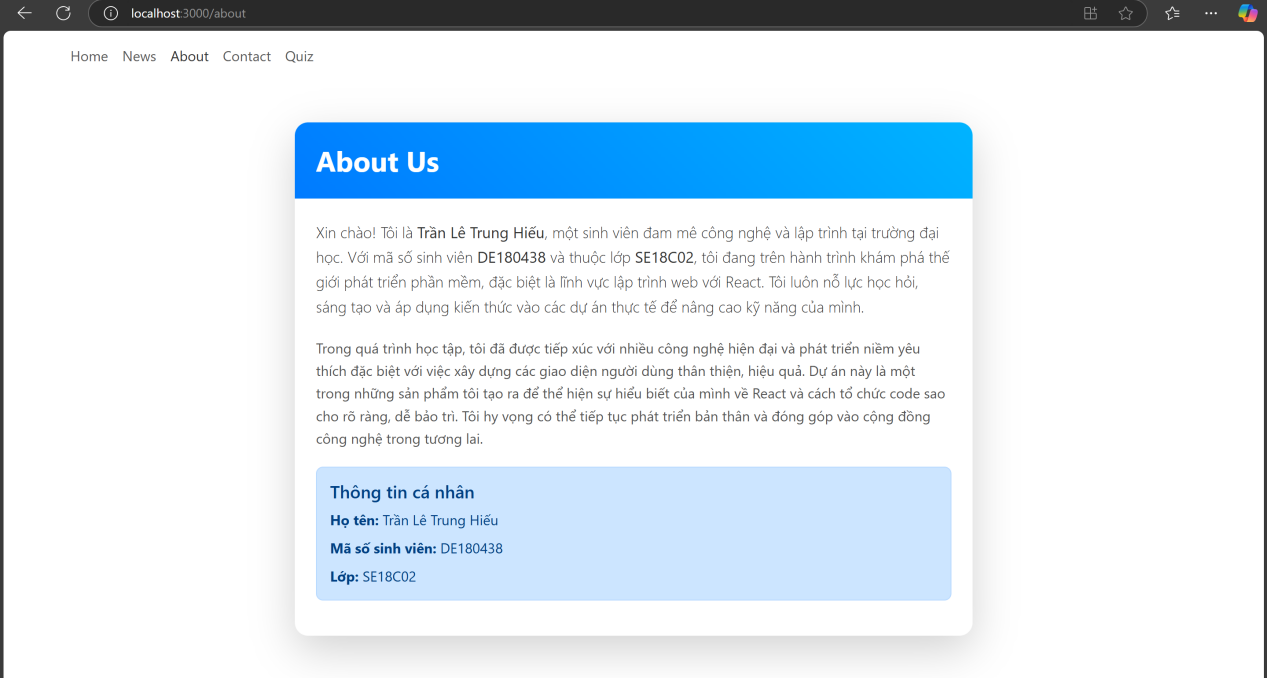 localhost:3000/about
Home News About Contact Quiz
About Us
Xin chào! Tôi là Trần Lê Trung Hiếu, một sinh viên đam mê công nghệ và lập trình tại trường đại
học. Với mã số sinh viên DE180438 và thuộc lớp SE18C02, tôi đang trên hành trình khám phá thế
giới phát triển phần mềm, đặc biệt là lĩnh vực lập trình web với React. Tôi luôn nỗ lực học hỏi,
sáng tạo và áp dụng kiến thức vào các dự án thực tế để nâng cao kỹ năng của mình.
Trong quá trình học tập, tôi đã được tiếp xúc với nhiều công nghệ hiện đại và phát triển niềm yêu
thích đặc biệt với việc xây dựng các giao diện người dùng thân thiện, hiệu quả. Dự án này là một
trong những sản phẩm tôi tạo ra để thể hiện sự hiểu biết của mình về React và cách tổ chức code sao
cho rõ ràng, dễ bảo trì. Tôi hy vọng có thể tiếp tục phát triển bản thân và đóng góp vào cộng đồng
công nghệ trong tương lai.
Thông tin cá nhân
Họ tên: Trần Lê Trung Hiếu
Mã số sinh viên: DE180438
Lớp: SE18C02